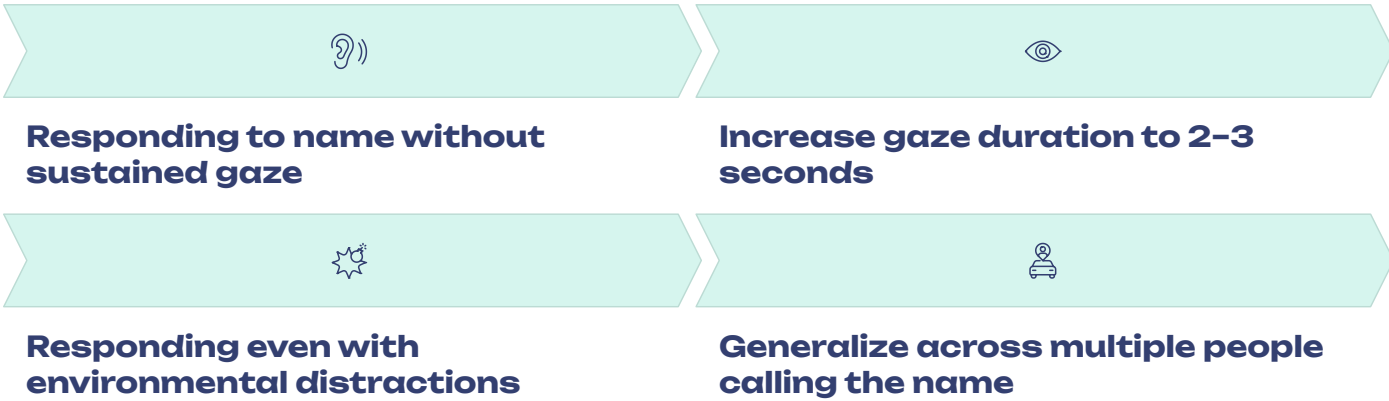 Responding to name without
sustained gaze
Increase gaze duration to 2–3
seconds
Responding even with
environmental distractions
Generalize across multiple people
calling the name